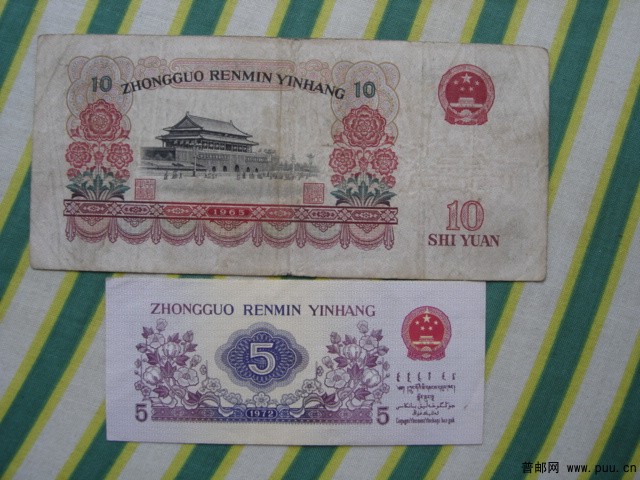 10 ZHONGGUO RENMIN YINHANG 10
1965
10
SHI YUAN
ZHONGGUO RENMIN YINHANG
5
5 1972 5
普邮网 www.puu.cn